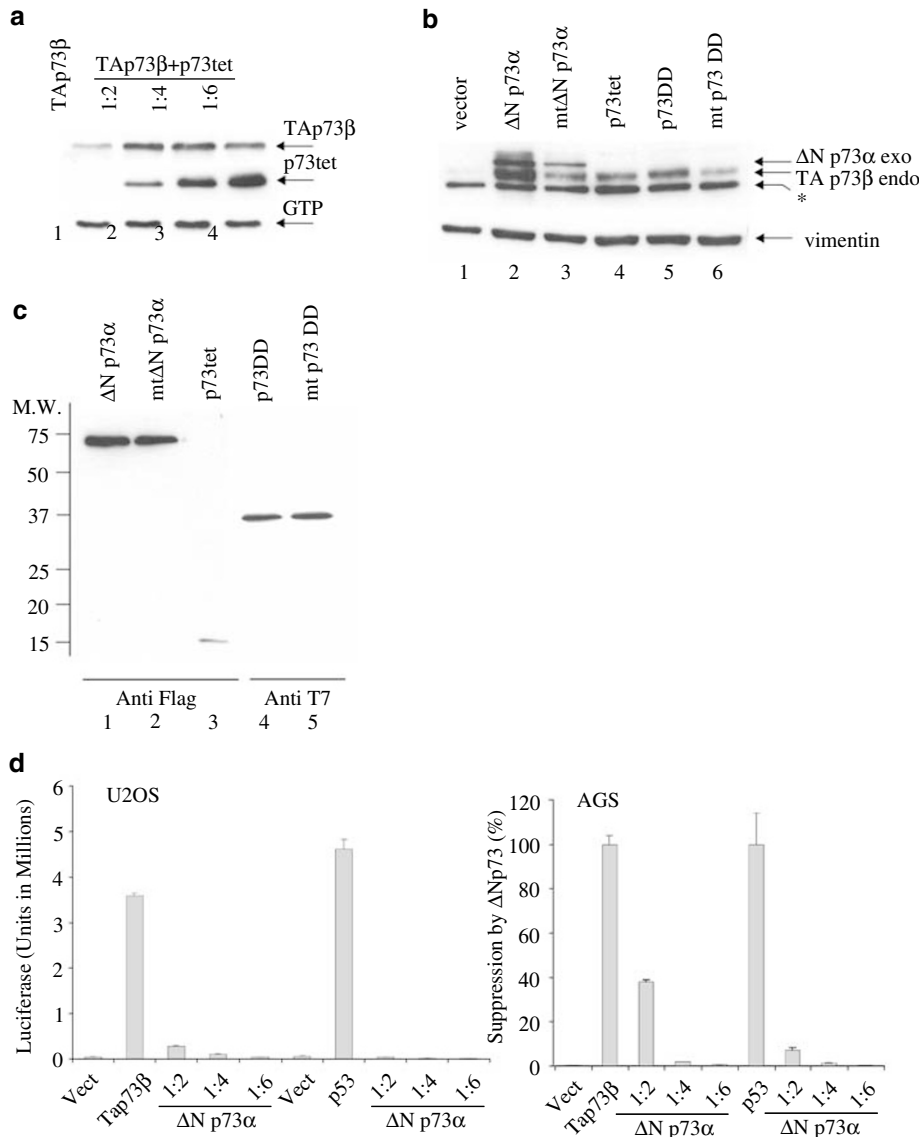 a
TAp73β
TAp73β+p73tet
1:2
1:4
1:6
TAp73β
p73tet
GTP
1 2 3 4
b
vector
ΔN p73α
mtΔN p73α
p73tet
p73DD
mt p73 DD
ΔN p73α exo
TA p73β endo
*
vimentin
1 2 3 4 5 6
c
ΔN p73α
mtΔN p73α
p73tet
p73DD
mt p73 DD
M.W.
75
50
37
25
20
15
Anti Flag
Anti T7
1 2 3 4 5
d
U2OS
Luciferase (Units in Millions)
6
5
4
3
2
1
0
Vect
Tap73β
1:2
1:4
1:6
Vect
p53
1:2
1:4
1:6
ΔN p73α
ΔN p73α
AGS
Suppression by ΔNp73 (%)
120
100
80
60
40
20
0
Vect
Tap73β
1:2
1:4
1:6
p53
1:2
1:4
1:6
ΔN p73α
ΔN p73α